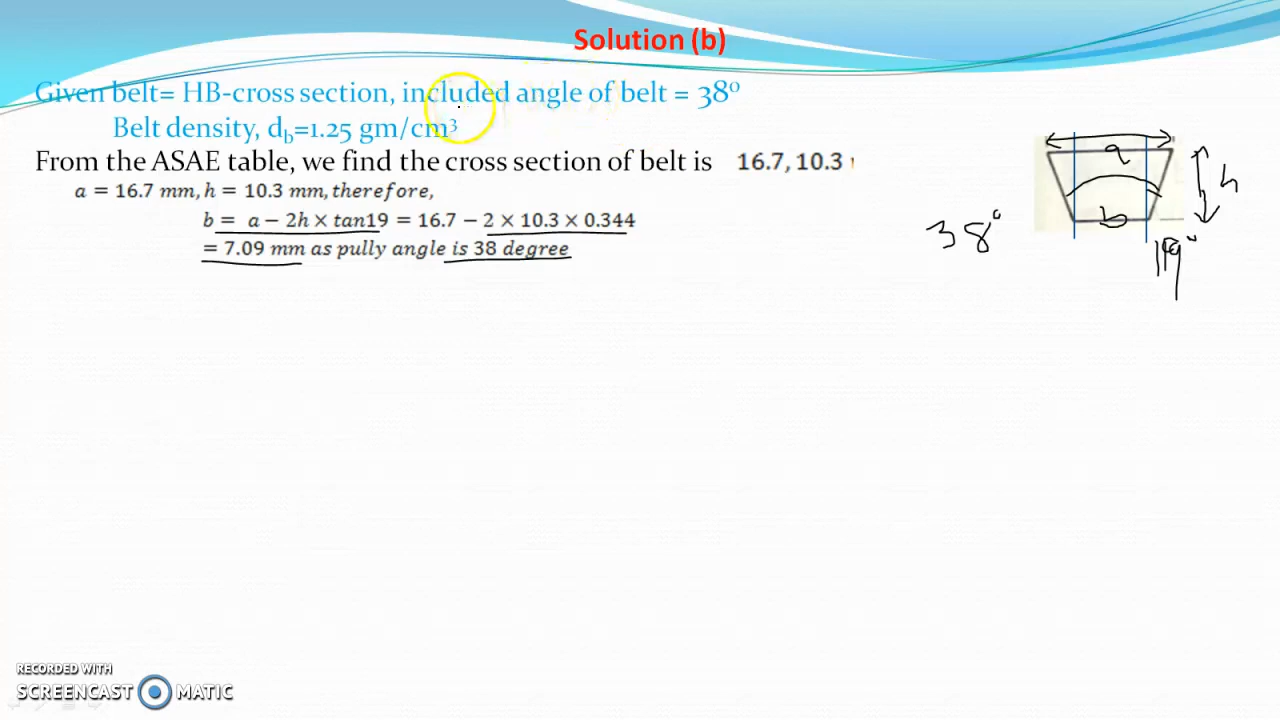 Solution (b)
Given belt= HB-cross section, included angle of belt = 38⁰
Belt density, d_b=1.25 gm/cm³
From the ASAE table, we find the cross section of belt is 16.7, 10.3
a = 16.7 mm, h = 10.3 mm, therefore,
b = a − 2h × tan19 = 16.7 − 2 × 10.3 × 0.344
= 7.09 mm as pully angle is 38 degree
a
h
b
38°
19°
RECORDED WITH
SCREENCAST MATIC